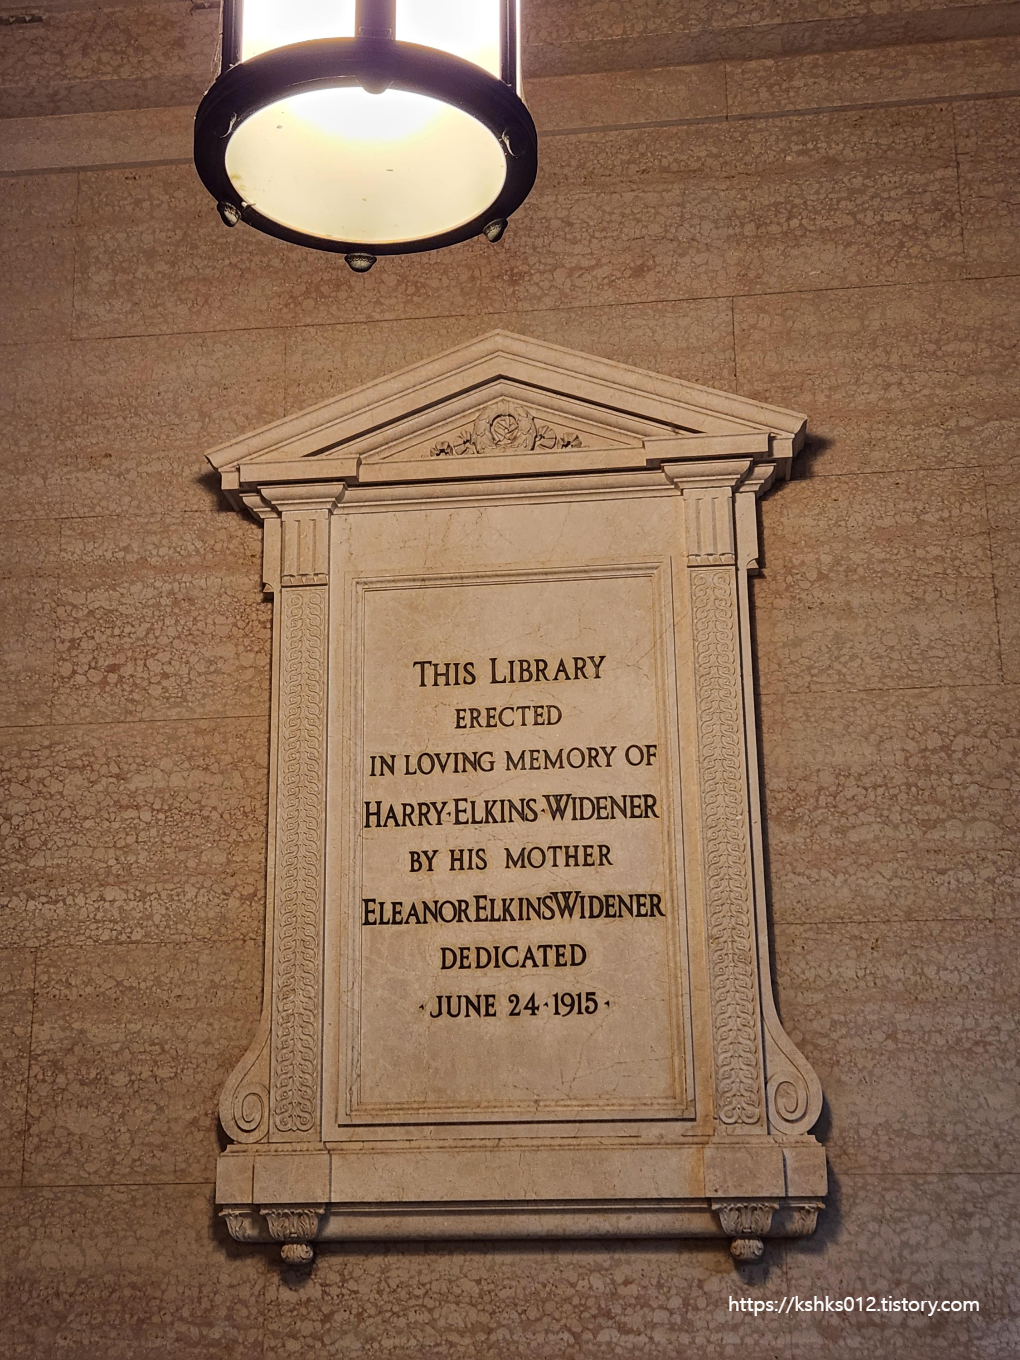 THIS LIBRARY
ERECTED
IN LOVING MEMORY OF
HARRY·ELKINS·WIDENER
BY HIS MOTHER
ELEANOR ELKINS WIDENER
DEDICATED
·JUNE 24·1915·
https://kshks012.tistory.com